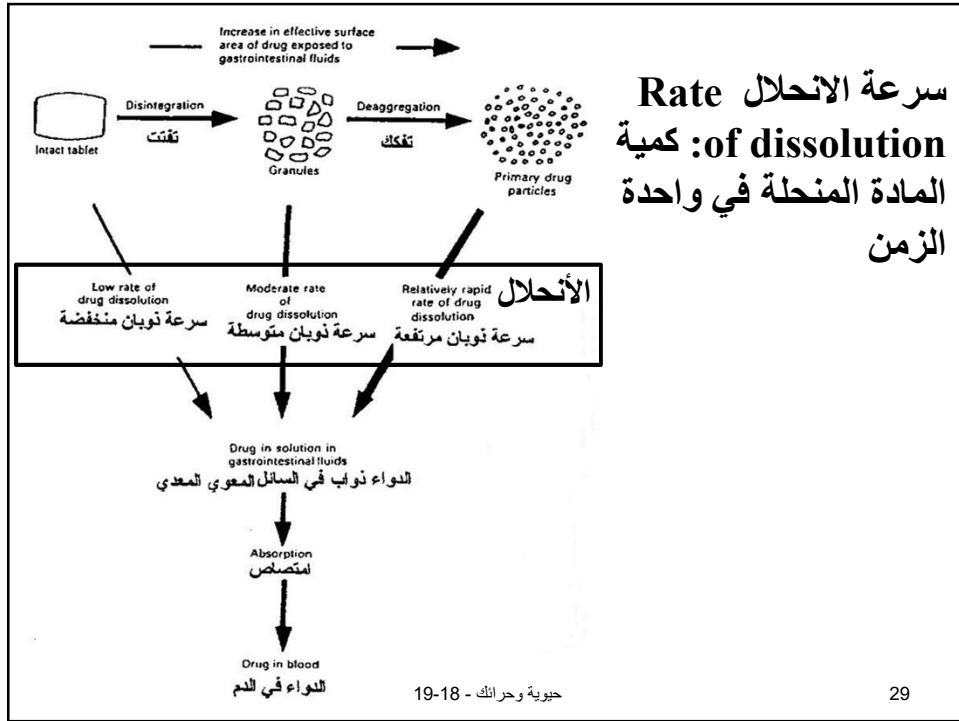 Increase in effective surface
area of drug exposed to
gastrointestinal fluids
سرعة الانحلال Rate
of dissolution: كمية
المادة المنحلة في واحدة
الزمن
Disintegration
تفتت
Deaggregation
تفكك
Intact tablet
Granules
Primary drug
particles
الأنحلال
Low rate of
drug dissolution
سرعة ذوبان منخفضة
Moderate rate
of
drug dissolution
سرعة ذوبان متوسطة
Relatively rapid
rate of drug
dissolution
سرعة ذوبان مرتفعة
Drug in solution in
gastrointestinal fluids
الدواء ذواب في السائل المعوي المعدي
Absorption
امتصاص
Drug in blood
الدواء في الدم
حيوية وحرائك - 18-19
29